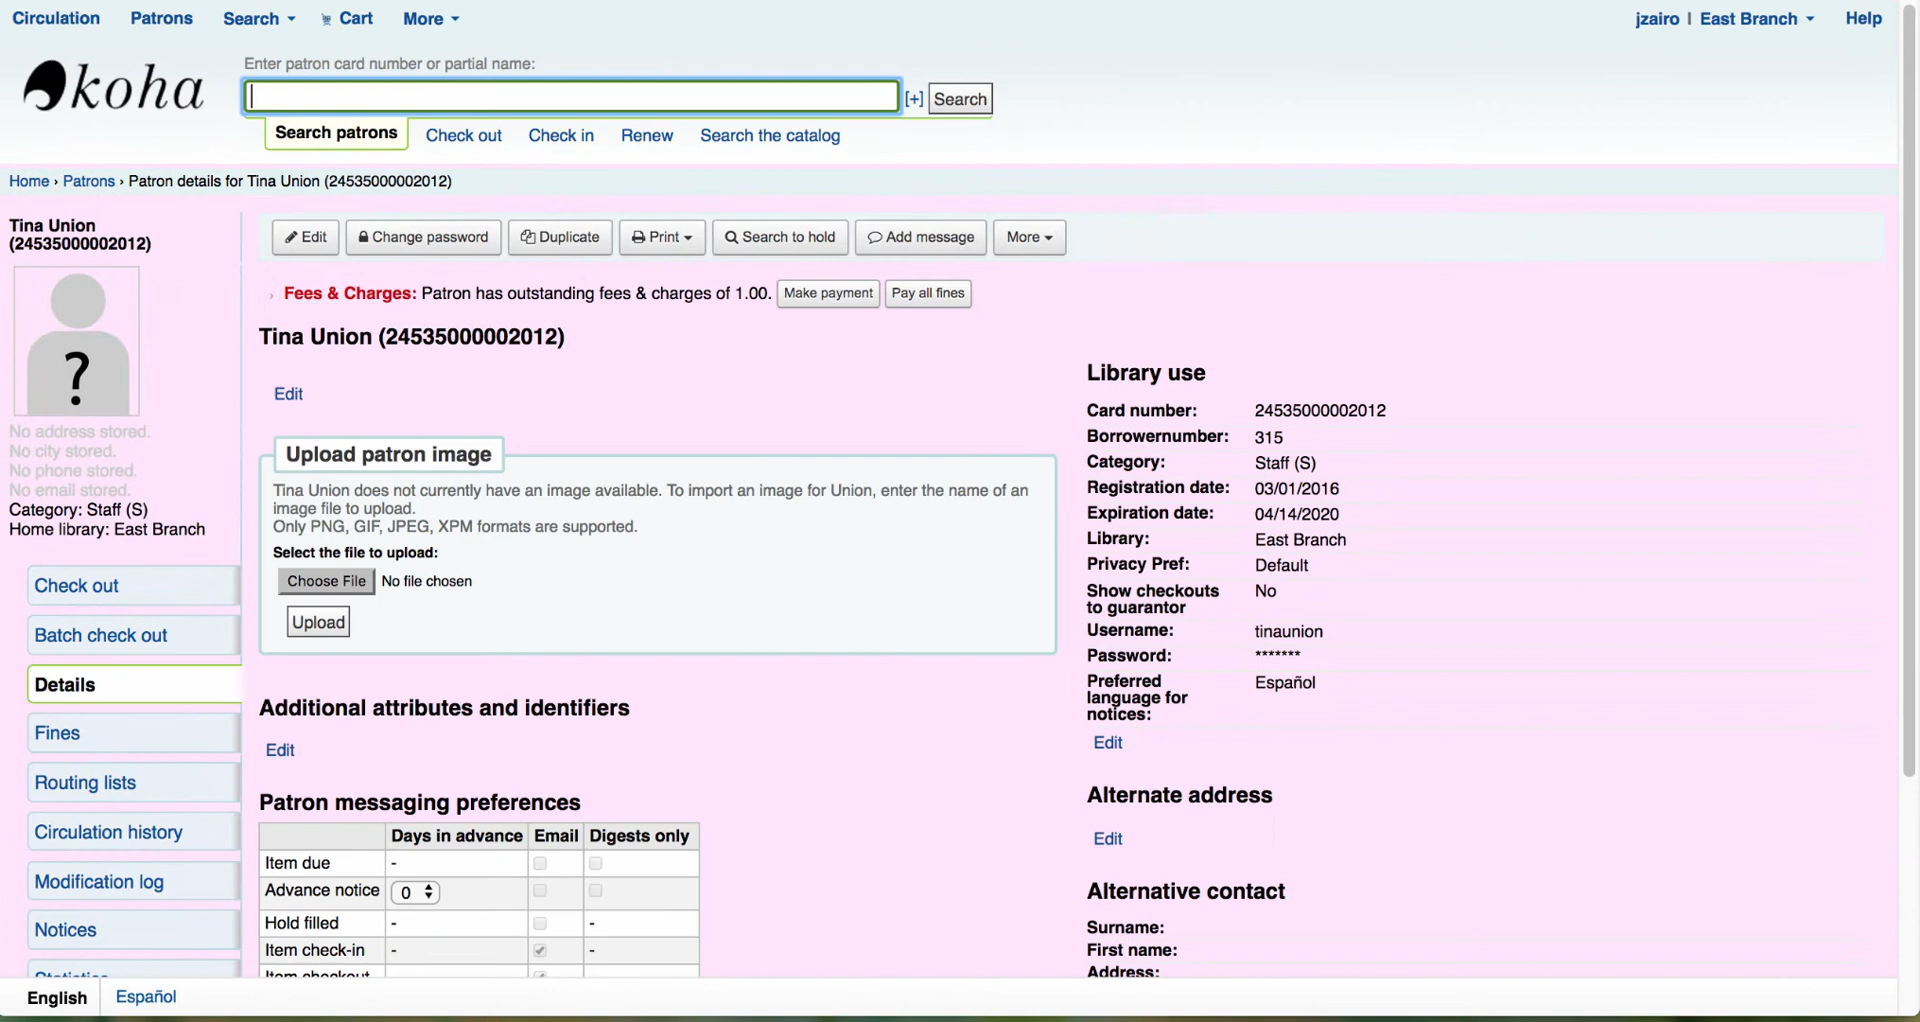 Circulation Patrons Search Cart More jzairo | East Branch Help
koha
Enter patron card number or partial name:
[+] Search
Search patrons Check out Check in Renew Search the catalog
Home › Patrons › Patron details for Tina Union (24535000002012)
Tina Union
(24535000002012)
?
No address stored.
No city stored.
No phone stored.
No email stored.
Category: Staff (S)
Home library: East Branch
Check out
Batch check out
Details
Fines
Routing lists
Circulation history
Modification log
Notices
Statistics
Edit Change password Duplicate Print Search to hold Add message More
› Fees & Charges: Patron has outstanding fees & charges of 1.00. Make payment Pay all fines
Tina Union (24535000002012)
Edit
Upload patron image
Tina Union does not currently have an image available. To import an image for Union, enter the name of an
image file to upload.
Only PNG, GIF, JPEG, XPM formats are supported.
Select the file to upload:
Choose File No file chosen
Upload
Additional attributes and identifiers
Edit
Patron messaging preferences
Days in advance Email Digests only
Item due -
Advance notice 0
Hold filled - -
Item check-in - -
Item checkout
Library use
Card number: 24535000002012
Borrowernumber: 315
Category: Staff (S)
Registration date: 03/01/2016
Expiration date: 04/14/2020
Library: East Branch
Privacy Pref: Default
Show checkouts No
to guarantor
Username: tinaunion
Password: *******
Preferred Español
language for
notices:
Edit
Alternate address
Edit
Alternative contact
Surname:
First name:
Address:
English Español